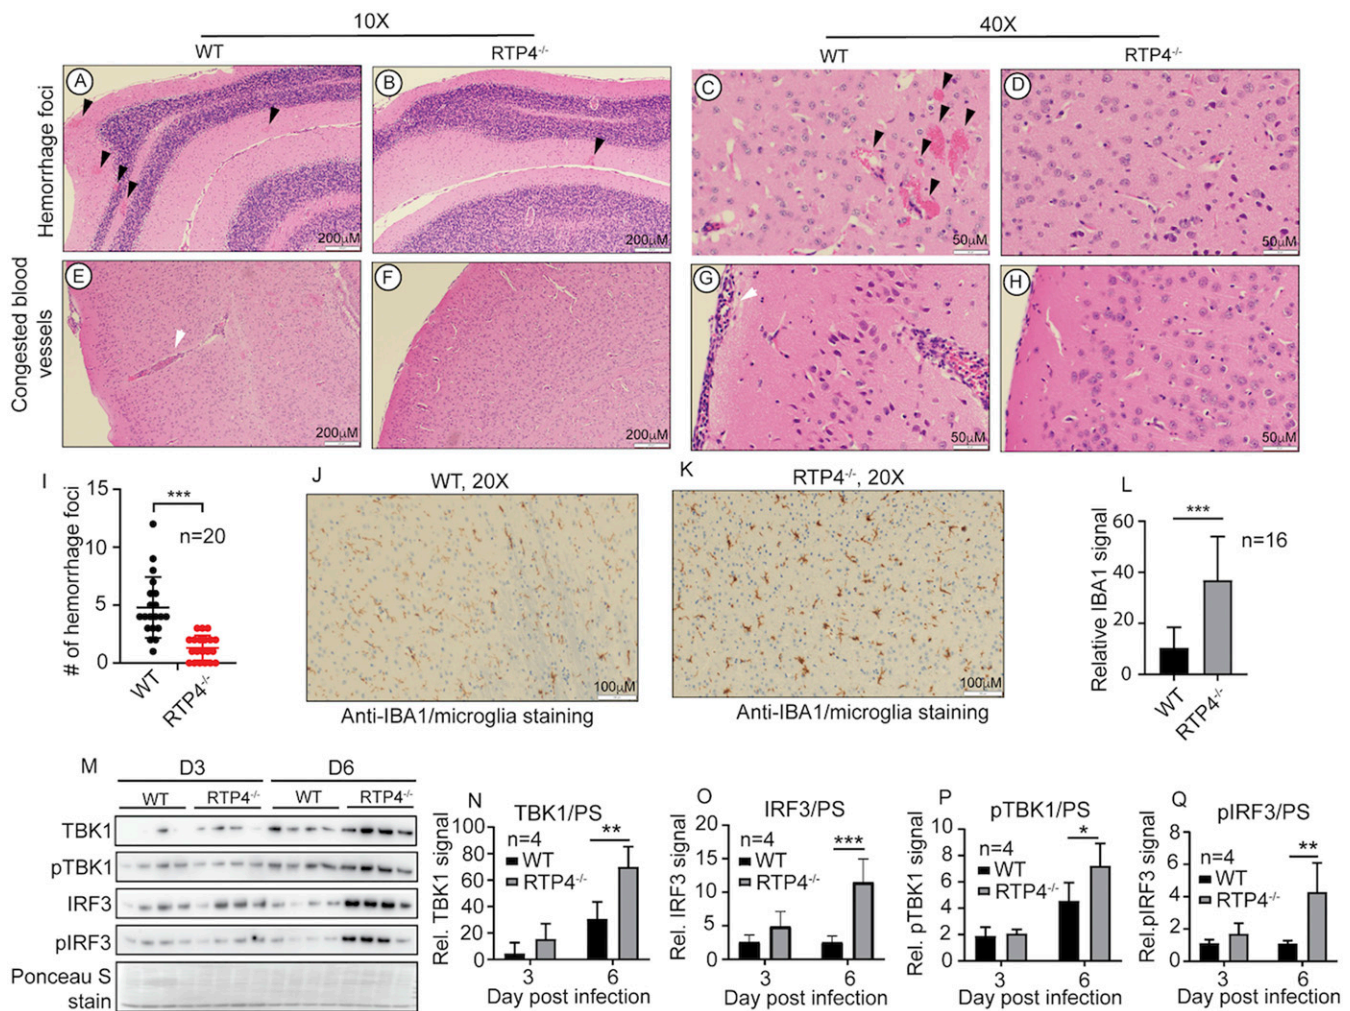 10X
40X
WT
RTP4-/-
WT
RTP4-/-
Hemorrhage foci
A
200μM
B
200μM
C
50μM
D
50μM
Congested blood
vessels
E
200μM
F
200μM
G
50μM
H
50μM
I
15
10
5
0
# of hemorrhage foci
***
n=20
WT
RTP4-/-
J
WT, 20X
100μM
Anti-IBA1/microglia staining
K
RTP4-/-, 20X
100μM
Anti-IBA1/microglia staining
L
Relative IBA1 signal
60
40
20
0
***
n=16
WT
RTP4-/-
M
D3
D6
WT
RTP4-/-
WT
RTP4-/-
TBK1
pTBK1
IRF3
pIRF3
Ponceau S
stain
N
TBK1/PS
Rel. TBK1 signal
100
80
60
40
20
0
n=4
WT
RTP4-/-
**
3
6
Day post infection
O
IRF3/PS
Rel. IRF3 signal
20
15
10
5
0
n=4
WT
RTP4-/-
***
3
6
Day post infection
P
pTBK1/PS
Rel. pTBK1 signal
10
8
6
4
2
0
n=4
WT
RTP4-/-
*
3
6
Day post infection
Q
pIRF3/PS
Rel.pIRF3 signal
8
6
4
2
0
n=4
WT
RTP4-/-
**
3
6
Day post infection